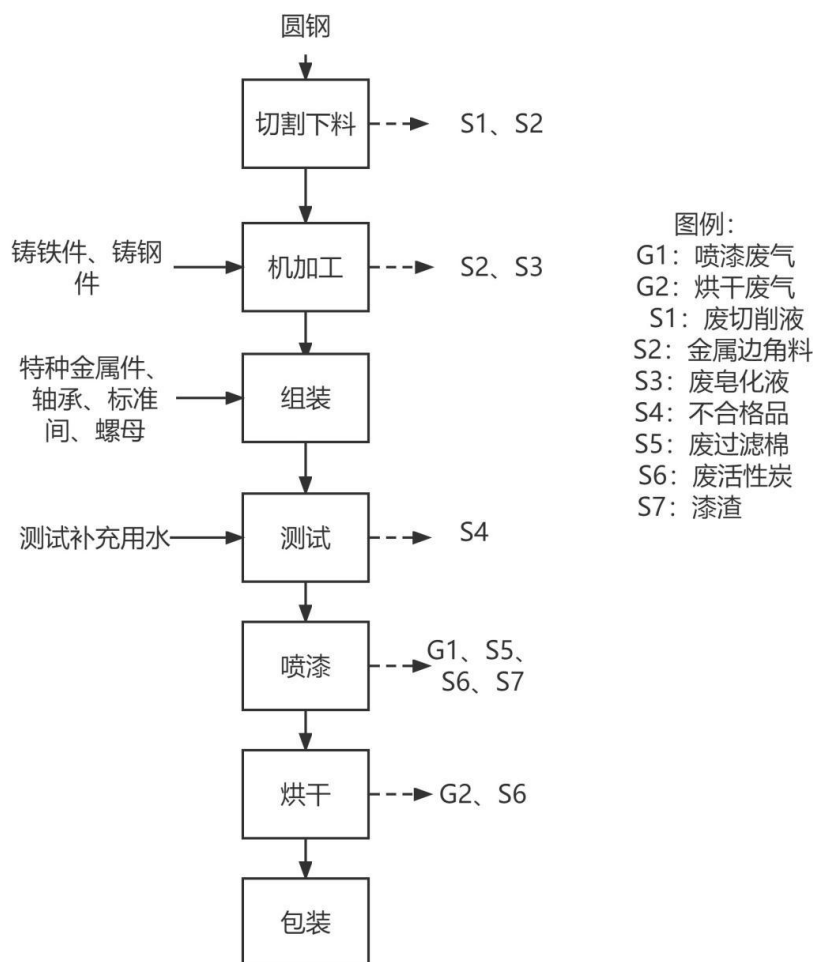 圆钢
切割下料
S1、S2
铸铁件、铸钢
件
机加工
S2、S3
特种金属件、
轴承、标准
间、螺母
组装
测试补充用水
测试
S4
喷漆
G1、S5、
S6、S7
烘干
G2、S6
包装
图例：
G1：喷漆废气
G2：烘干废气
S1：废切削液
S2：金属边角料
S3：废皂化液
S4：不合格品
S5：废过滤棉
S6：废活性炭
S7：漆渣